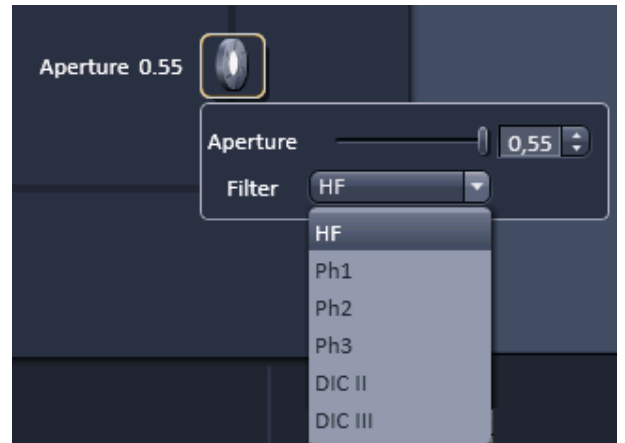 Aperture 0.55
Aperture 0,55
Filter HF
HF
Ph1
Ph2
Ph3
DIC II
DIC III